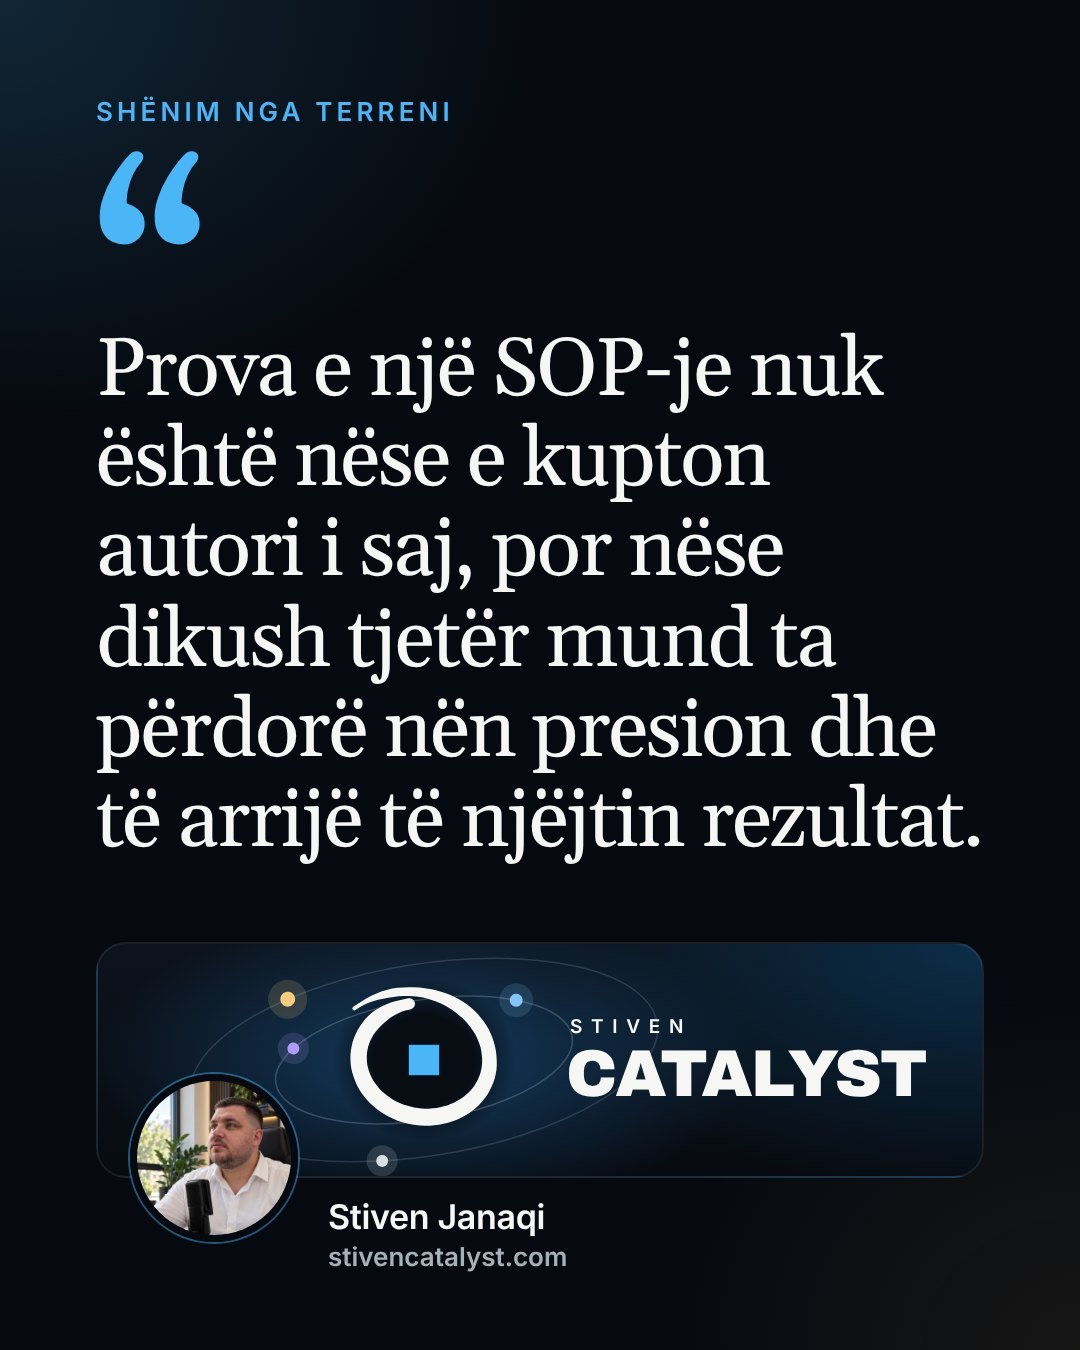 SHËNIM NGA TERRENI
“
Prova e një SOP-je nuk
është nëse e kupton
autori i saj, por nëse
dikush tjetër mund ta
përdorë nën presion dhe
të arrijë të njëjtin rezultat.
STIVEN
CATALYST
Stiven Janaqi
stivencatalyst.com